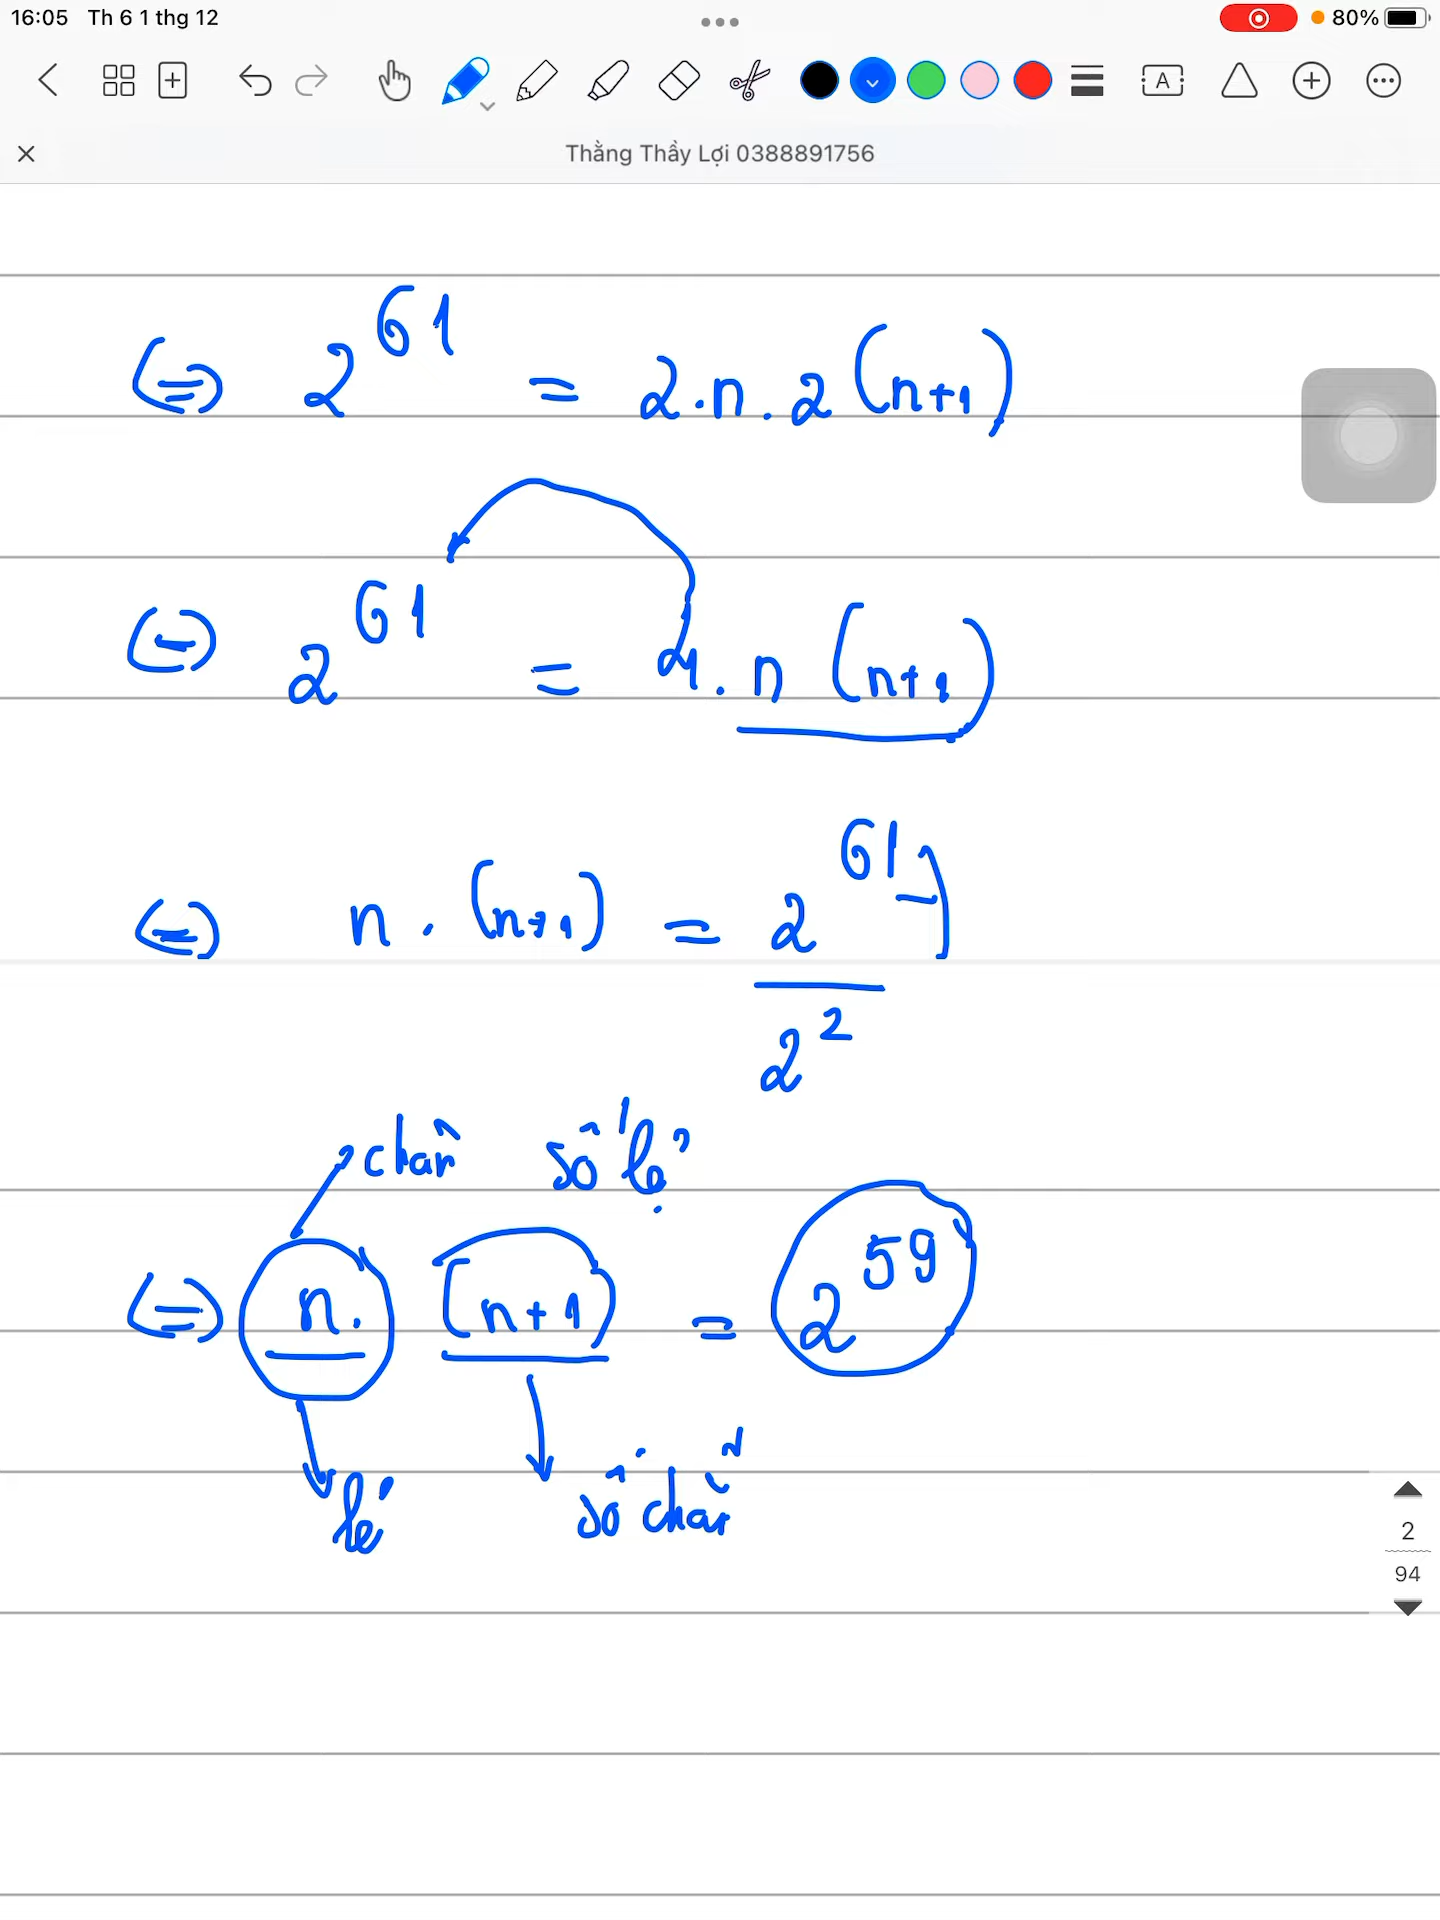 16:05 Th 6 1 thg 12 80%
A
Thằng Thầy Lợi 0388891756
(=) 2^61 = 2.n.2(n+1)
(=) 2^61 = 4.n(n+1)
(=) n.(n+1) = 2^61 / 2^2
chẵn số lẻ
(=) n.(n+1) = 2^59
lẻ số chẵn
2
94